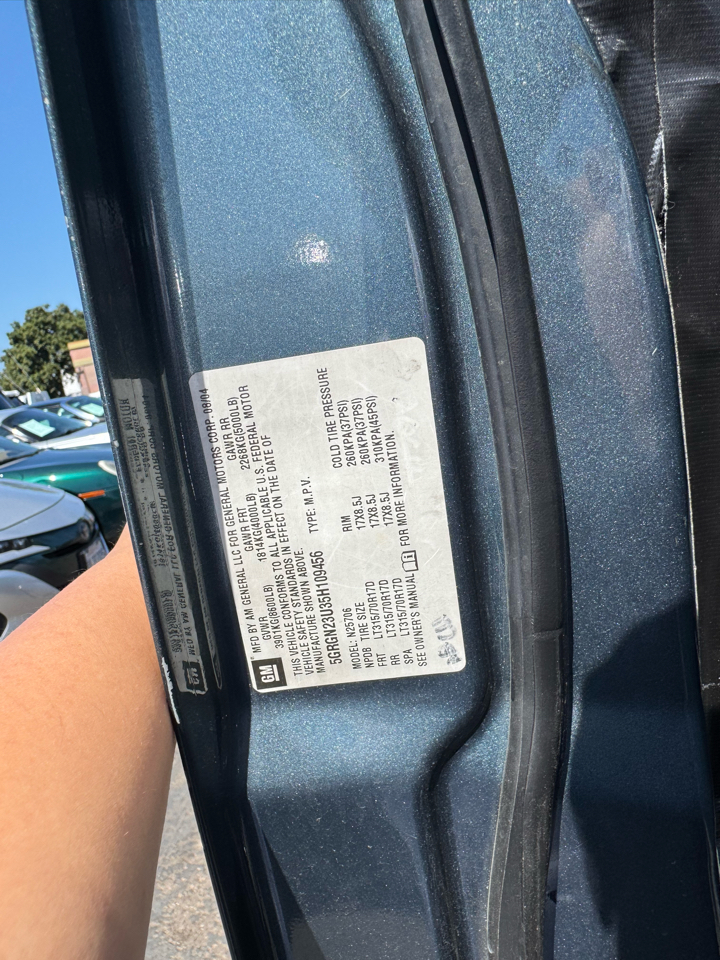 GM
MFD BY AM GENERAL LLC FOR GENERAL MOTORS CORP. 08/04
GVWR GAWR FRT GAWR RR
3901KG(8600LB) 1814KG(4000LB) 2268KG(5000LB)
THIS VEHICLE CONFORMS TO ALL APPLICABLE U.S. FEDERAL MOTOR
VEHICLE SAFETY STANDARDS IN EFFECT ON THE DATE OF
MANUFACTURE SHOWN ABOVE.
5GRGN23U35H109456 TYPE: M.P.V.
MODEL: N25706
NPDB TIRE SIZE RIM COLD TIRE PRESSURE
FRT LT315/70R17D 17X8.5J 260KPA(37PSI)
RR LT315/70R17D 17X8.5J 260KPA(37PSI)
SPA LT315/70R17D 17X8.5J 310KPA(45PSI)
SEE OWNER'S MANUAL i FOR MORE INFORMATION.